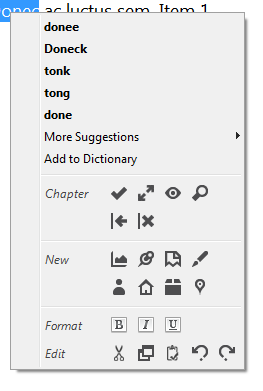 Donec ac luctus sem. Item 1
donee
Doneck
tonk
tong
done
More Suggestions
Add to Dictionary
Chapter
New
Format B I U
Edit